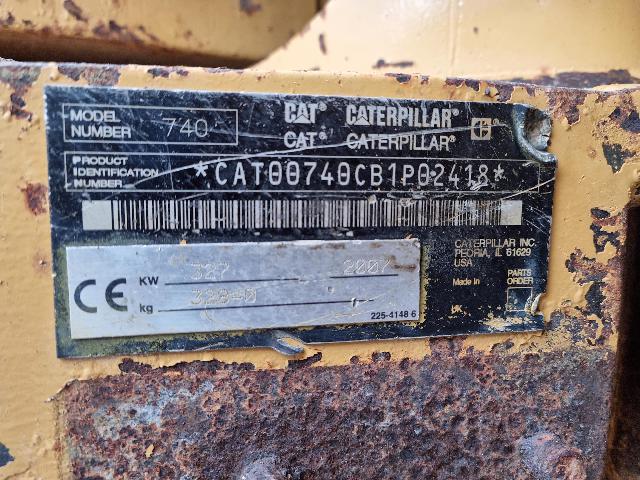 MODEL NUMBER 740
CAT CATERPILLAR
CAT CATERPILLAR
PRODUCT IDENTIFICATION NUMBER *CAT00740CB1P02418*
CATERPILLAR INC.
PEORIA, IL 61629
USA
Made in
UK
PARTS ORDER
CE
KW 327 2007
kg
225-4148 6